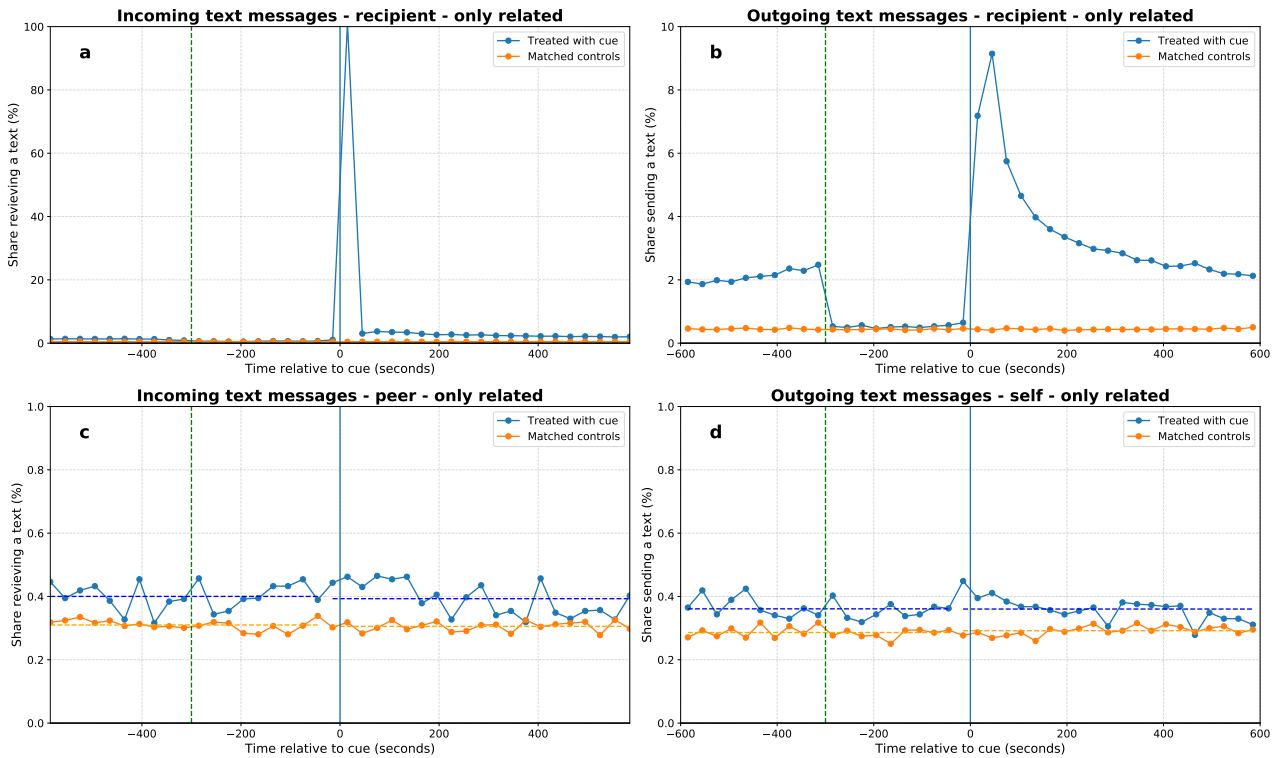 Incoming text messages - recipient - only related
a
Treated with cue
Matched controls
Share revieving a text (%)
100
80
60
40
20
0
−400
−200
0
200
400
Time relative to cue (seconds)
Outgoing text messages - recipient - only related
b
Treated with cue
Matched controls
Share sending a text (%)
10
8
6
4
2
0
−600
−400
−200
0
200
400
600
Time relative to cue (seconds)
Incoming text messages - peer - only related
c
Treated with cue
Matched controls
Share revieving a text (%)
1.0
0.8
0.6
0.4
0.2
0.0
−400
−200
0
200
400
Time relative to cue (seconds)
Outgoing text messages - self - only related
d
Treated with cue
Matched controls
Share sending a text (%)
1.0
0.8
0.6
0.4
0.2
0.0
−600
−400
−200
0
200
400
600
Time relative to cue (seconds)